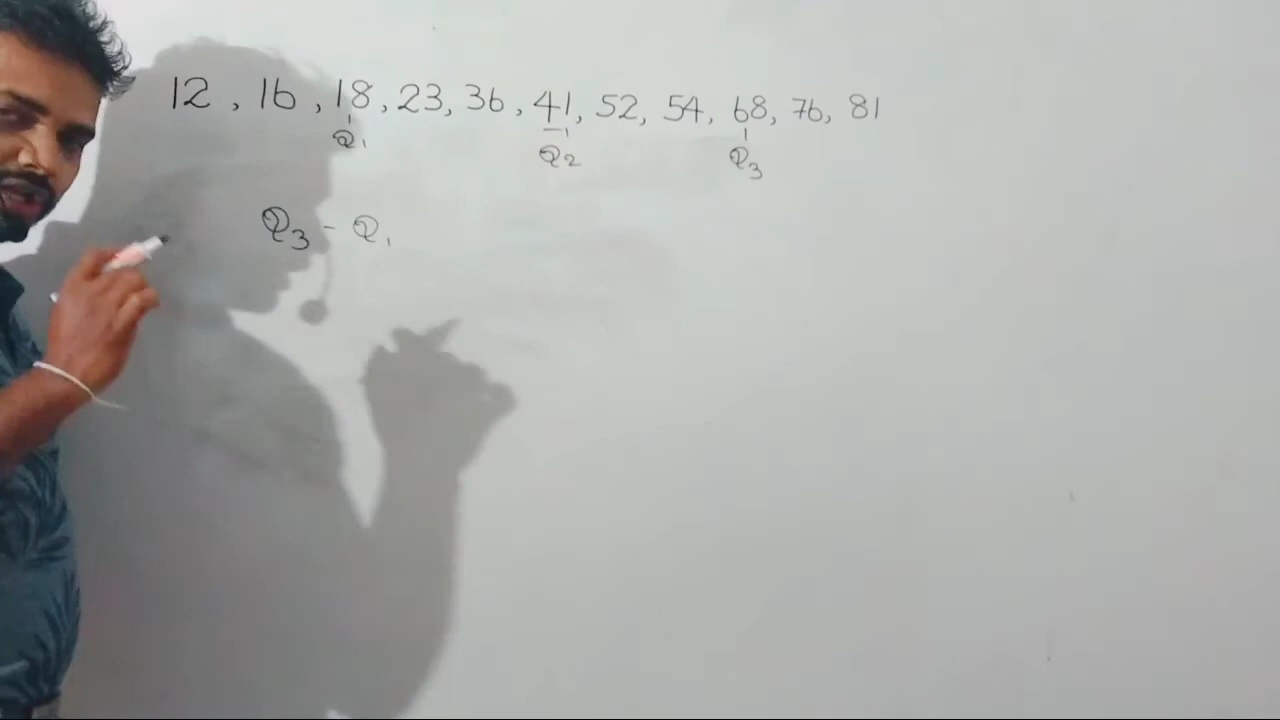 12, 16, 18, 23, 36, 41, 52, 54, 68, 76, 81
Q1 Q2 Q3
Q3 - Q1